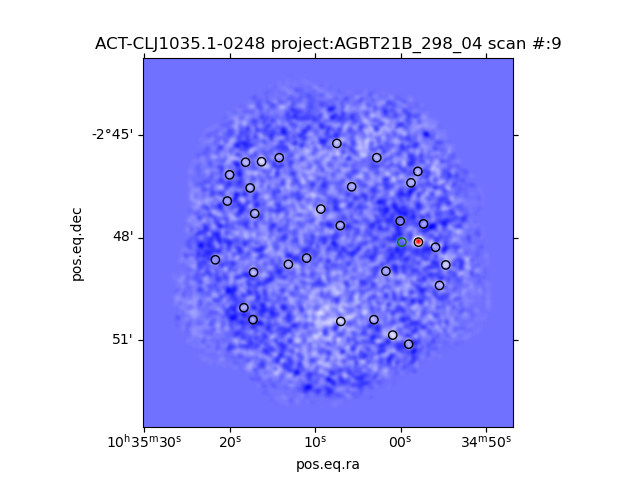 ACT-CLJ1035.1-0248 project:AGBT21B_298_04 scan #:9
-2°45'
48'
51'
pos.eq.dec
10ʰ35ᵐ30ˢ 20ˢ 10ˢ 00ˢ 34ᵐ50ˢ
pos.eq.ra